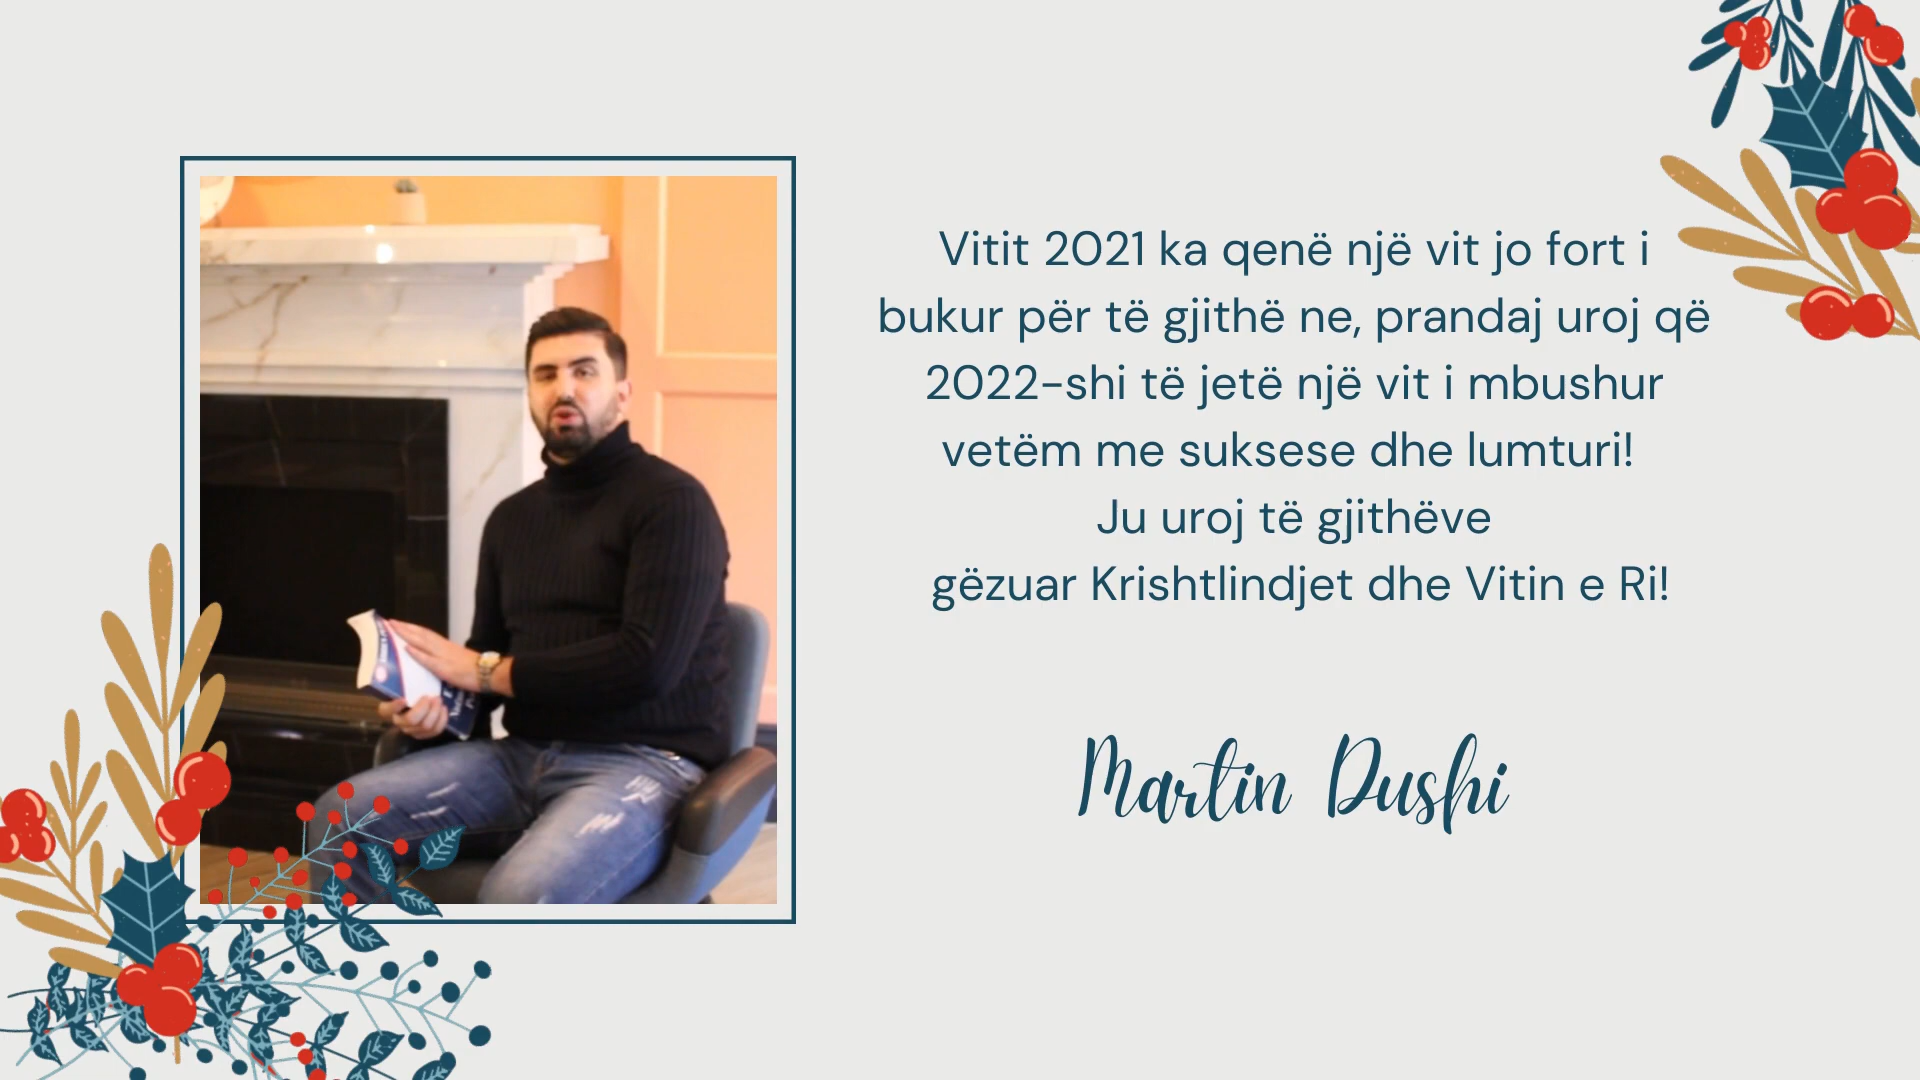 Vitit 2021 ka qenë një vit jo fort i
bukur për të gjithë ne, prandaj uroj që
2022-shi të jetë një vit i mbushur
vetëm me suksese dhe lumturi!
Ju uroj të gjithëve
gëzuar Krishtlindjet dhe Vitin e Ri!
Martin Dushi